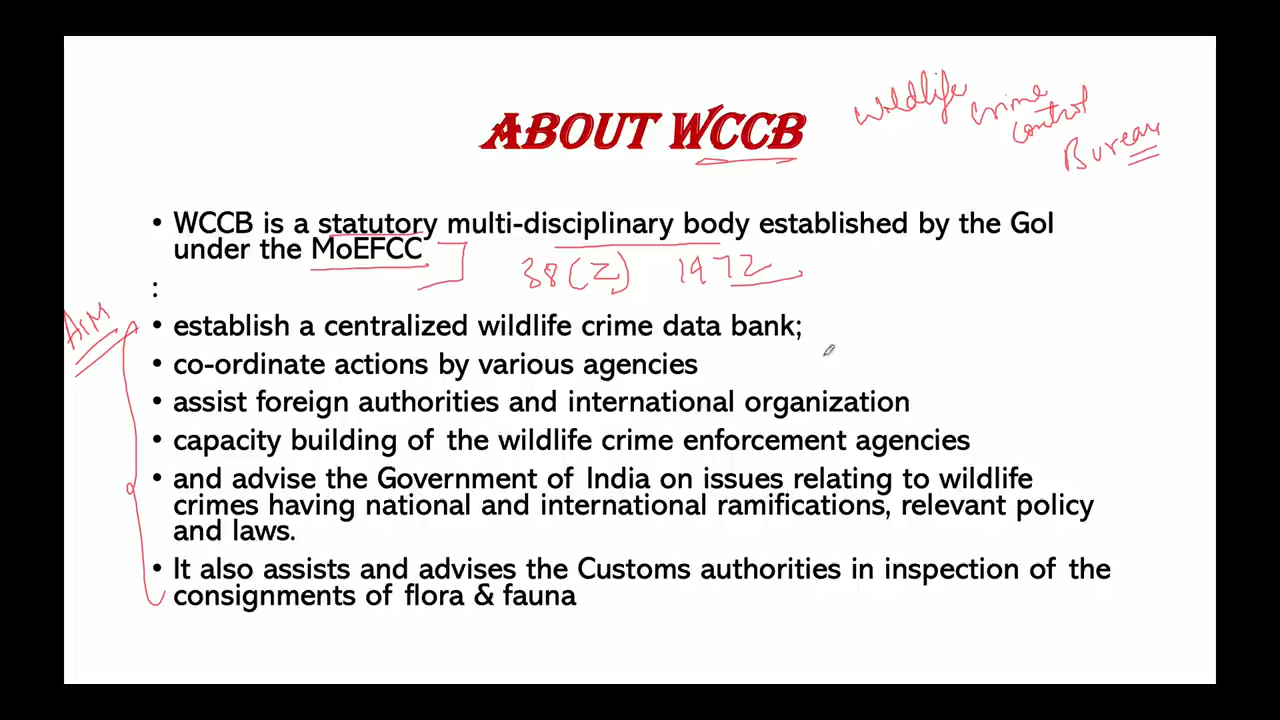 Wildlife crime control Bureau
ABOUT WCCB
• WCCB is a statutory multi-disciplinary body established by the GoI
under the MoEFCC
38(Z) 1972
:
AIM
• establish a centralized wildlife crime data bank;
• co-ordinate actions by various agencies
• assist foreign authorities and international organization
• capacity building of the wildlife crime enforcement agencies
• and advise the Government of India on issues relating to wildlife
crimes having national and international ramifications, relevant policy
and laws.
• It also assists and advises the Customs authorities in inspection of the
consignments of flora & fauna